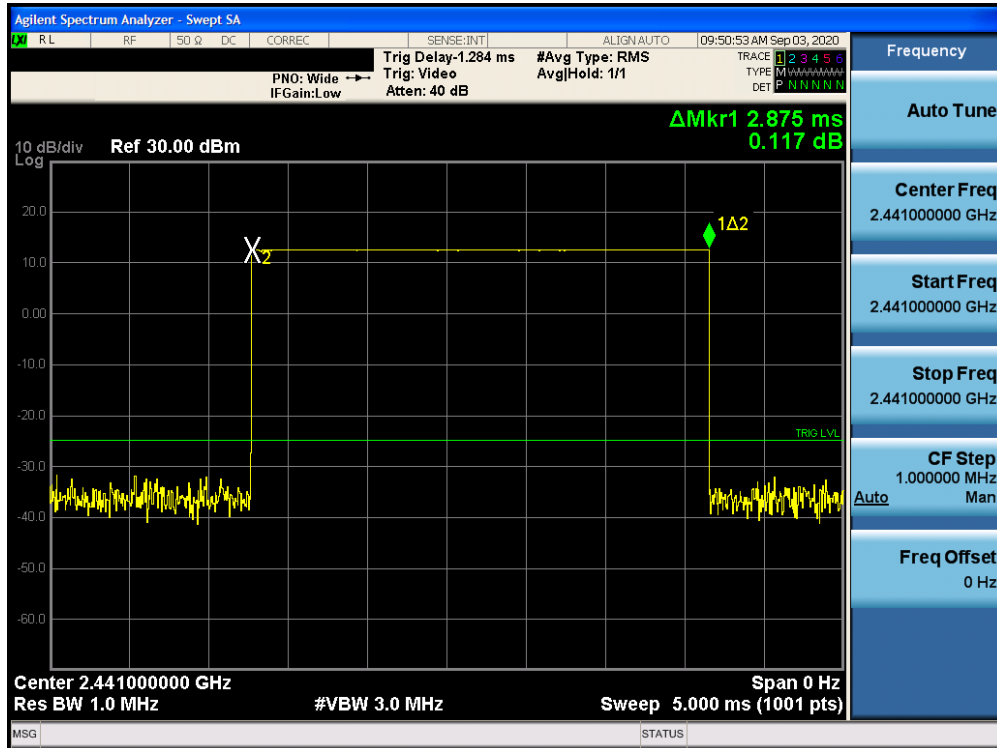 Agilent Spectrum Analyzer - Swept SA
LXI RL RF 50 Ω DC CORREC SENSE:INT ALIGN AUTO 09:50:53 AM Sep 03, 2020
Trig Delay-1.284 ms #Avg Type: RMS TRACE 1 2 3 4 5 6
PNO: Wide Trig: Video Avg|Hold: 1/1 TYPE M WWWWW
IFGain:Low Atten: 40 dB DET P N N N N N
ΔMkr1 2.875 ms
10 dB/div Ref 30.00 dBm 0.117 dB
Log
20.0
10.0
0.00
-10.0
-20.0
-30.0
-40.0
-50.0
-60.0
2
1Δ2
TRIG LVL
Center 2.441000000 GHz Span 0 Hz
Res BW 1.0 MHz #VBW 3.0 MHz Sweep 5.000 ms (1001 pts)
MSG STATUS
Frequency
Auto Tune
Center Freq
2.441000000 GHz
Start Freq
2.441000000 GHz
Stop Freq
2.441000000 GHz
CF Step
1.000000 MHz
Auto Man
Freq Offset
0 Hz